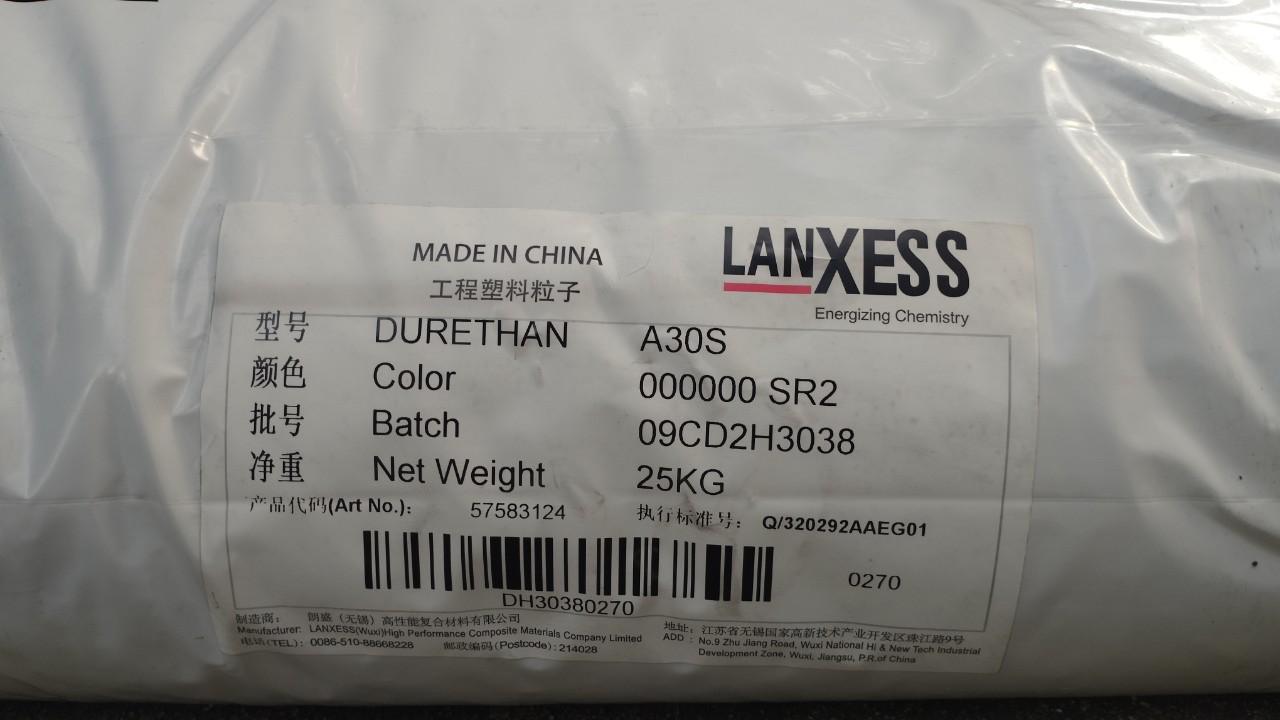 MADE IN CHINA
工程塑料粒子
LANXESS
Energizing Chemistry
型号 DURETHAN A30S
颜色 Color 000000 SR2
批号 Batch 09CD2H3038
净重 Net Weight 25KG
产品代码(Art No.): 57583124 执行标准号: Q/320292AAEG01
0270
DH30380270
制造商: 朗盛（无锡）高性能复合材料有限公司
Manufacturer: LANXESS(Wuxi)High Performance Composite Materials Company Limited
电话(TEL): 0086-510-88668228 邮政编码(Postcode): 214028
地址: 江苏省无锡国家高新技术产业开发区珠江路9号
ADD : No.9 Zhu Jiang Road, Wuxi National Hi & New Tech Industrial
Development Zone, Wuxi, Jiangsu, P.R.of China